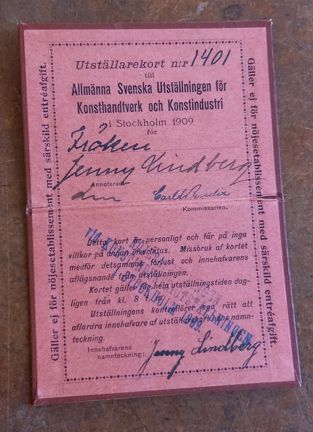 Utställarekort n:r 1401
till
Allmänna Svenska Utställningen för
Konsthandtverk och Konstindustri
i Stockholm 1909
för
Fröken
Jenny Lindberg
Annoteras
Kommissarien.
Detta kort är personligt och får på inga
villkor på annan överlåtas. Missbruk af kortet
medför detsammas förlust och innehafvarens
aflägsnande från utställningen.
Kortet gäller hela utställningstiden dag-
ligen från kl. 8
Utställningens kontrollörer äga rätt att
affordra innehafvare af utställarekort namn-
teckning.
Innehafvarens
namnteckning:
Jenny Lindberg
Gäller ej för nöjesetablissement med särskild entréafgift.
Gäller ej för nöjesetablissement med särskild entréafgift.